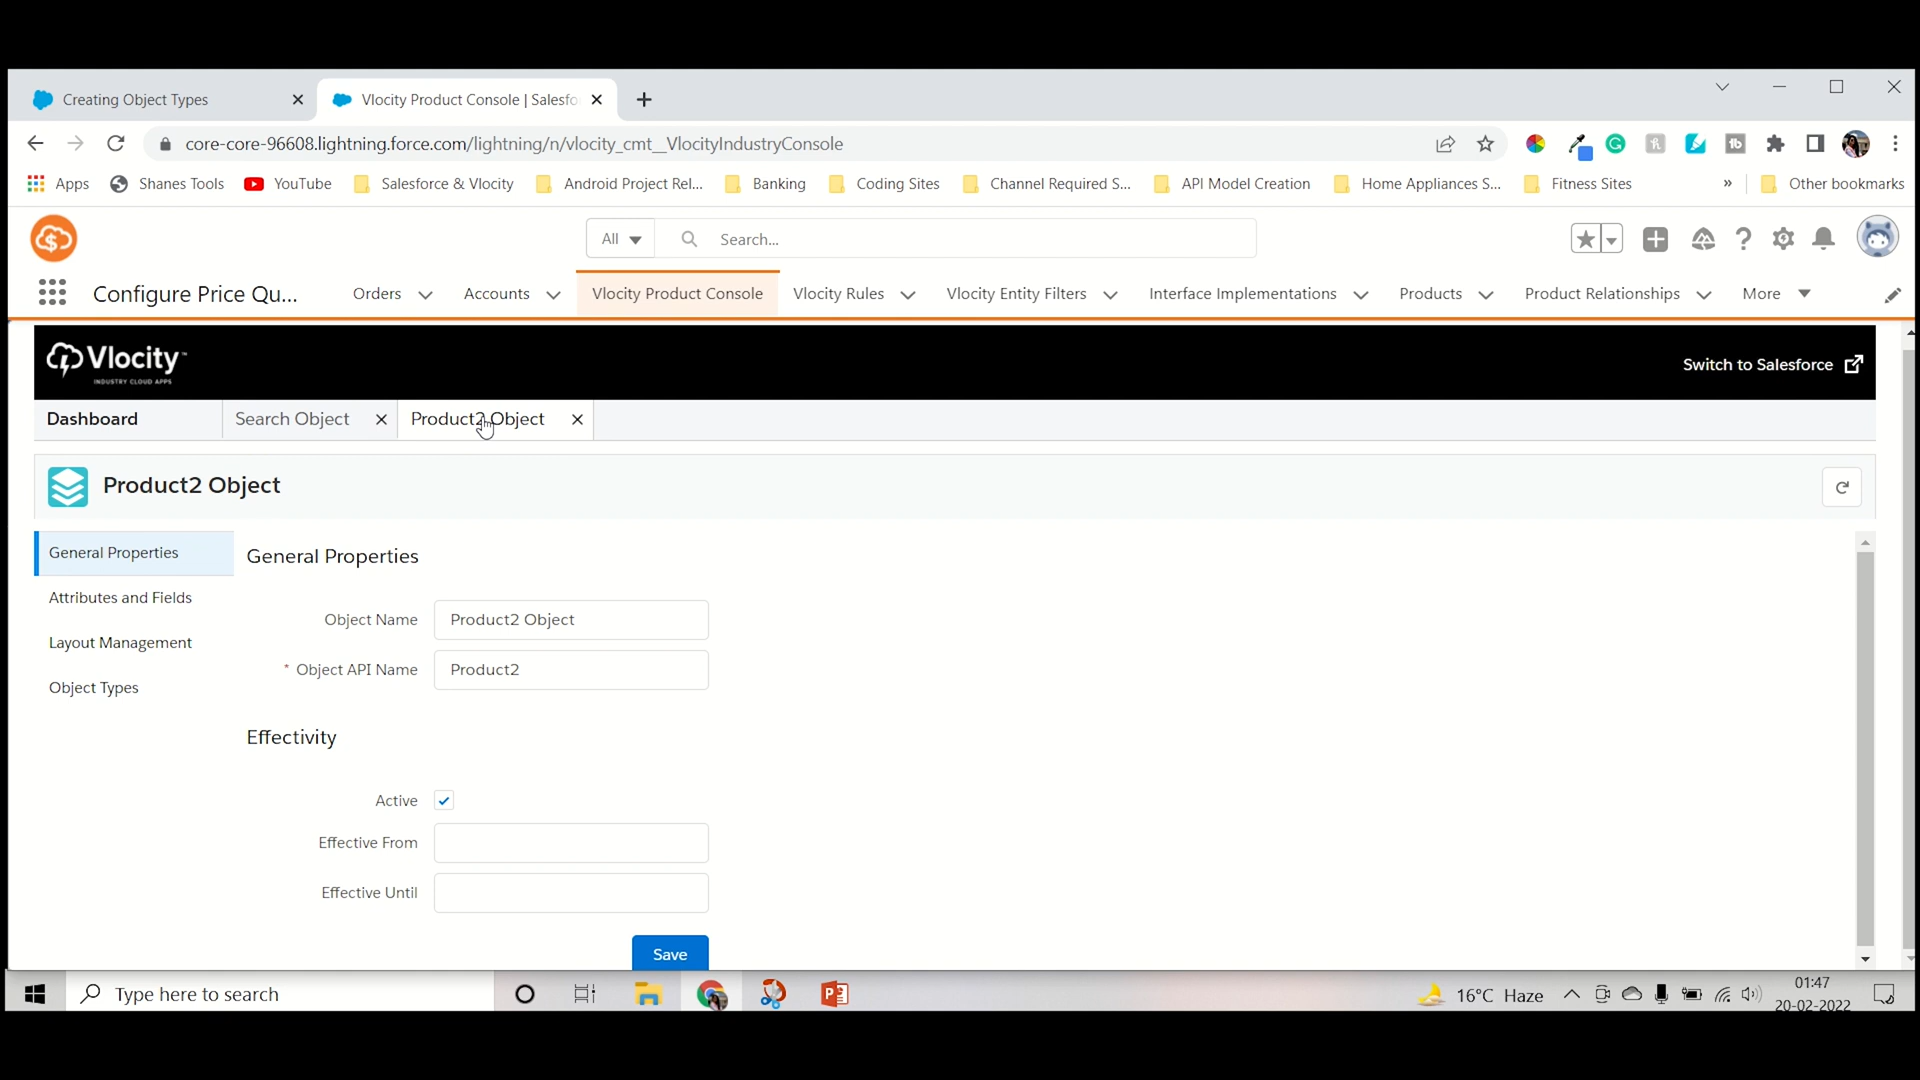 Creating Object Types
Vlocity Product Console | Salesfo
core-core-96608.lightning.force.com/lightning/n/vlocity_cmt__VlocityIndustryConsole
Apps Shanes Tools YouTube Salesforce & Vlocity Android Project Rel... Banking Coding Sites Channel Required S... API Model Creation Home Appliances S... Fitness Sites » Other bookmarks
All Search...
Configure Price Qu... Orders Accounts Vlocity Product Console Vlocity Rules Vlocity Entity Filters Interface Implementations Products Product Relationships More
Vlocity™
INDUSTRY CLOUD APPS
Switch to Salesforce
Dashboard Search Object Product2 Object
Product2 Object
General Properties
Attributes and Fields
Layout Management
Object Types
General Properties
Object Name Product2 Object
* Object API Name Product2
Effectivity
Active
Effective From
Effective Until
Save
Type here to search
16°C Haze
01:47
20-02-2022